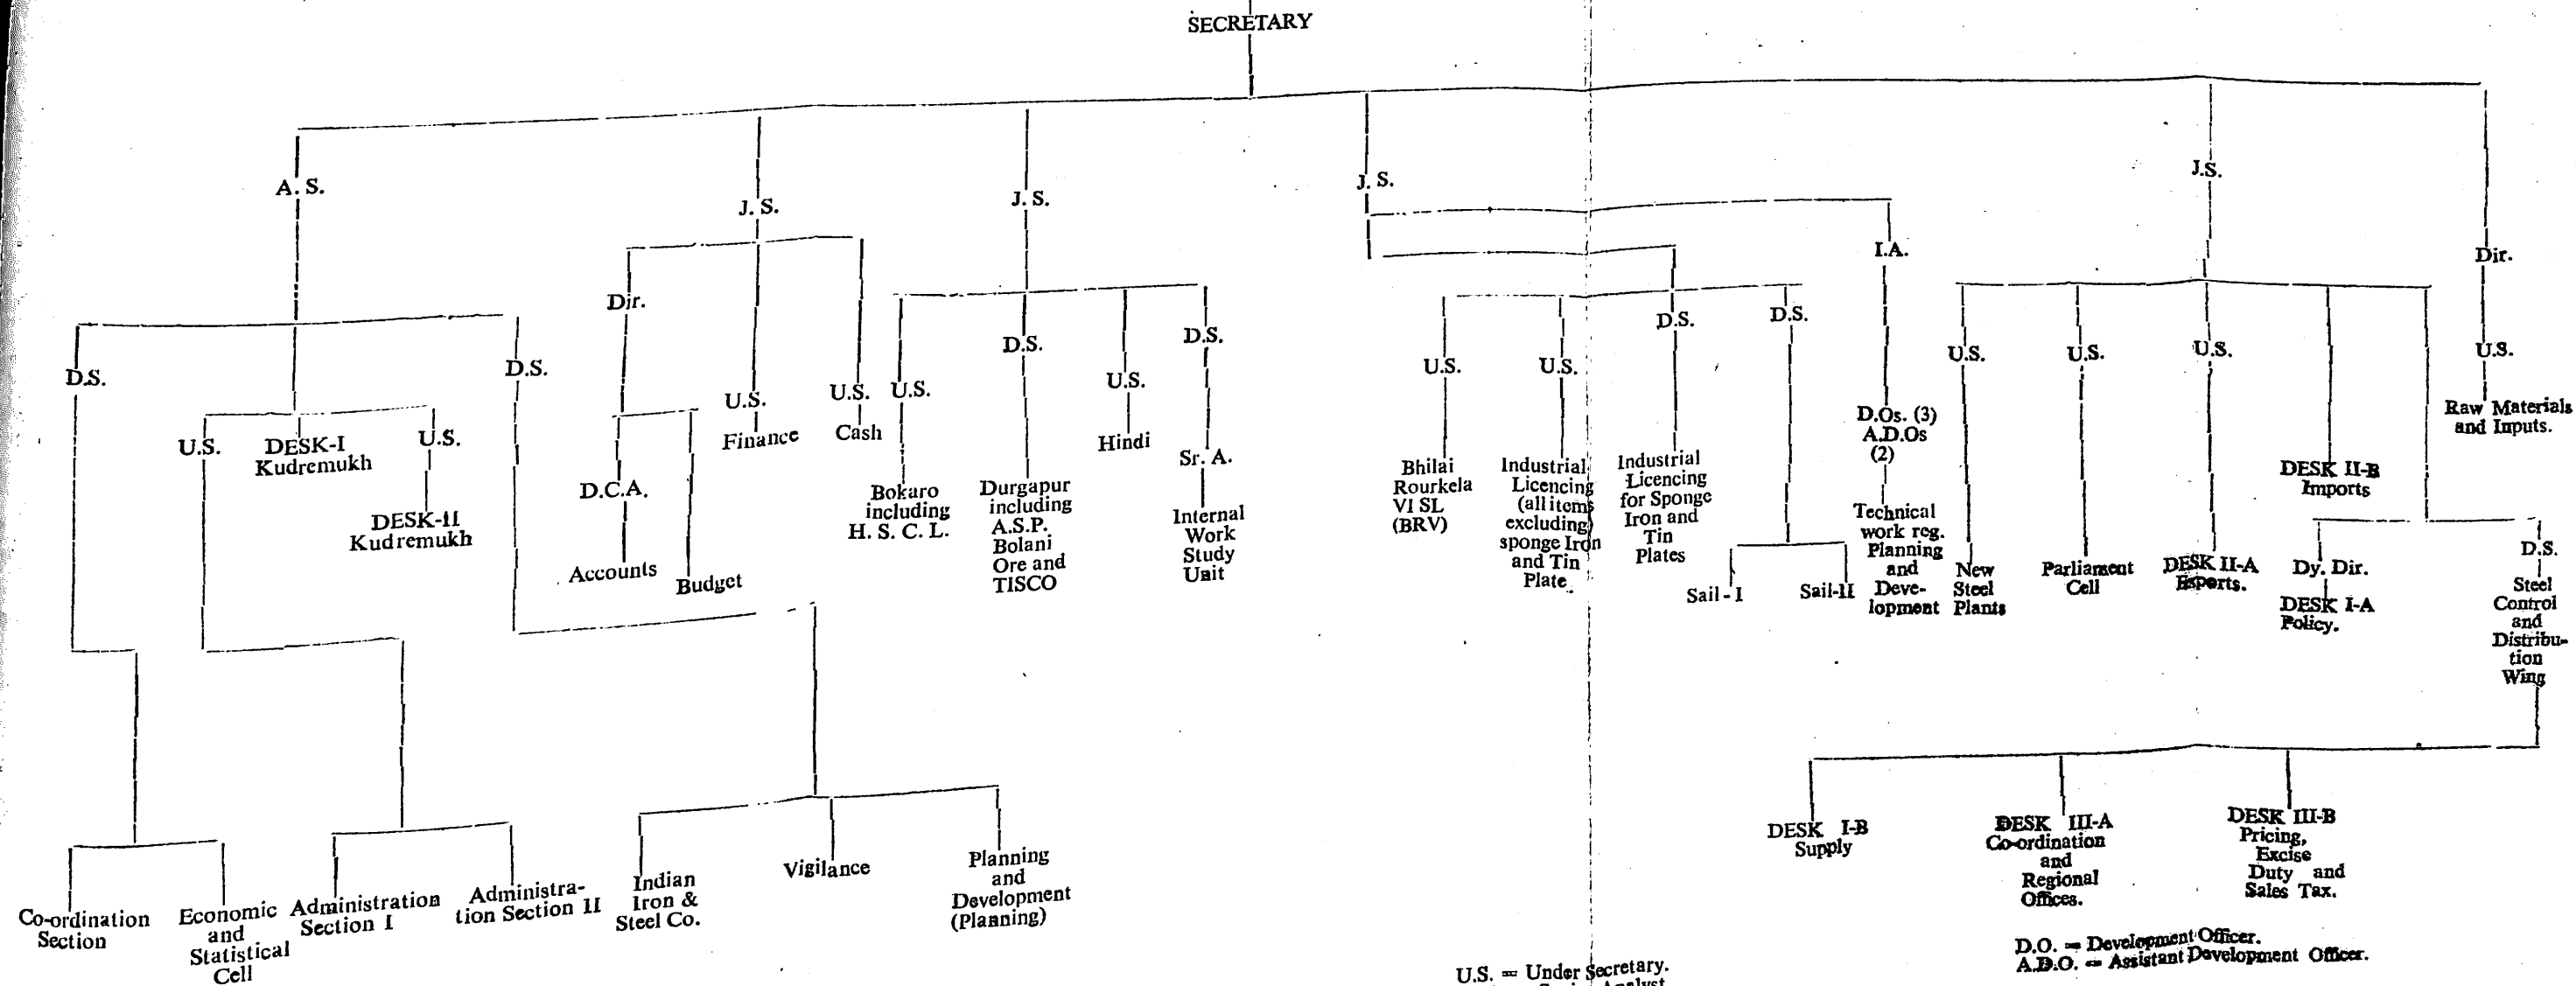 SECRETARY
A. S.
J. S.
J. S.
J. S.
J.S.
Dir.
I.A.
Dir.
D.S.
D.S.
U.S.
DESK-I
Kudremukh
U.S.
DESK-II
Kudremukh
U.S.
Finance
U.S.
Cash
D.C.A.
Accounts
Budget
U.S.
Bokaro
including
H. S. C. L.
D.S.
Durgapur
including
A.S.P.
Bolani
Ore and
TISCO
U.S.
Hindi
D.S.
Sr. A.
Internal
Work
Study
Unit
U.S.
Bhilai
Rourkela
VI SL
(BRV)
U.S.
Industrial
Licencing
(all items
excluding
sponge Iron
and Tin
Plate
D.S.
Industrial
Licencing
for Sponge
Iron and
Tin
Plates
D.S.
Sail-I
Sail-II
D.Os. (3)
A.D.Os
(2)
Technical
work reg.
Planning
and
Deve-
lopment
U.S.
New
Steel
Plants
U.S.
Parliament
Cell
U.S.
DESK II-A
Exports.
DESK II-B
Imports
Dy. Dir.
DESK I-A
Policy.
D.S.
Steel
Control
and
Distribu-
tion
Wing
U.S.
Raw Materials
and Inputs.
Co-ordination
Section
Economic
and
Statistical
Cell
Administration
Section I
Administra-
tion Section II
Indian
Iron &
Steel Co.
Vigilance
Planning
and
Development
(Planning)
DESK I-B
Supply
DESK III-A
Co-ordination
and
Regional
Offices.
DESK III-B
Pricing,
Excise
Duty and
Sales Tax.
U.S. = Under Secretary.
Analyst
D.O. = Development Officer.
A.D.O. = Assistant Development Officer.